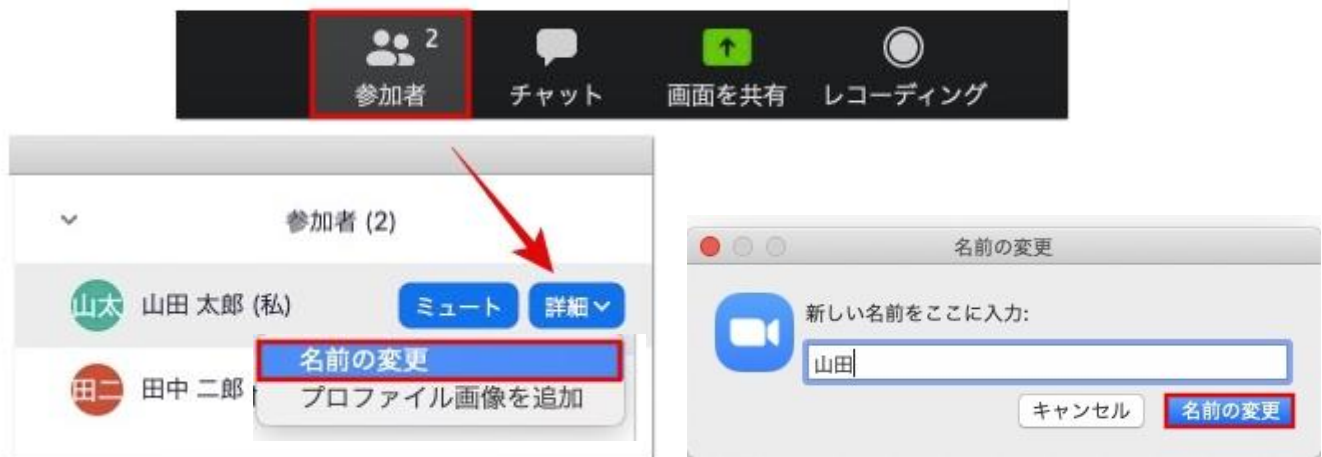 2
参加者
チャット
画面を共有
レコーディング
参加者 (2)
山太
山田 太郎 (私)
ミュート
詳細
名前の変更
田二
田中 二郎
プロファイル画像を追加
名前の変更
新しい名前をここに入力:
山田
キャンセル
名前の変更